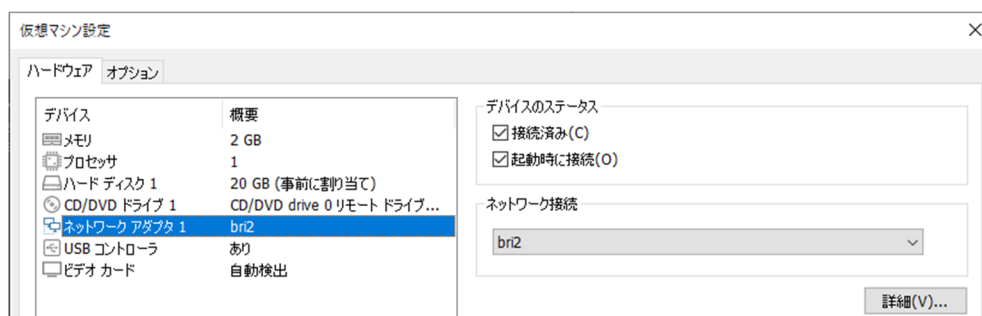 仮想マシン設定
ハードウェア オプション
デバイス 概要
メモリ 2 GB
プロセッサ 1
ハード ディスク 1 20 GB (事前に割り当て)
CD/DVD ドライブ 1 CD/DVD drive 0 リモート ドライブ...
ネットワーク アダプタ 1 bri2
USB コントローラ あり
ビデオ カード 自動検出
デバイスのステータス
接続済み(C)
起動時に接続(O)
ネットワーク接続
bri2
詳細(V)...